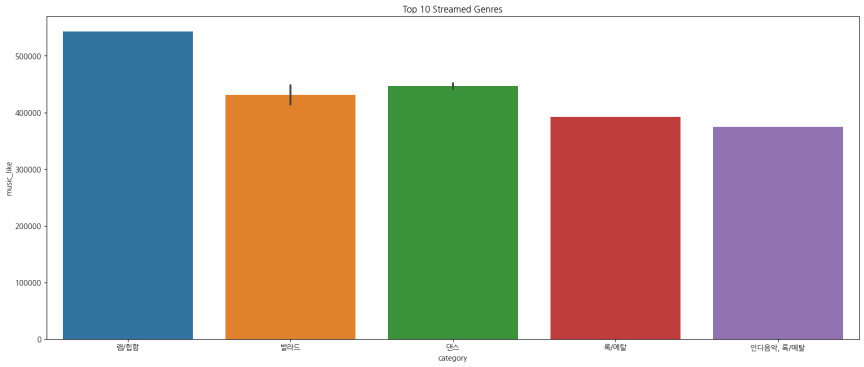 Top 10 Streamed Genres
music_like
500000
400000
300000
200000
100000
0
랩/힙합
발라드
댄스
록/메탈
인디음악, 록/메탈
category